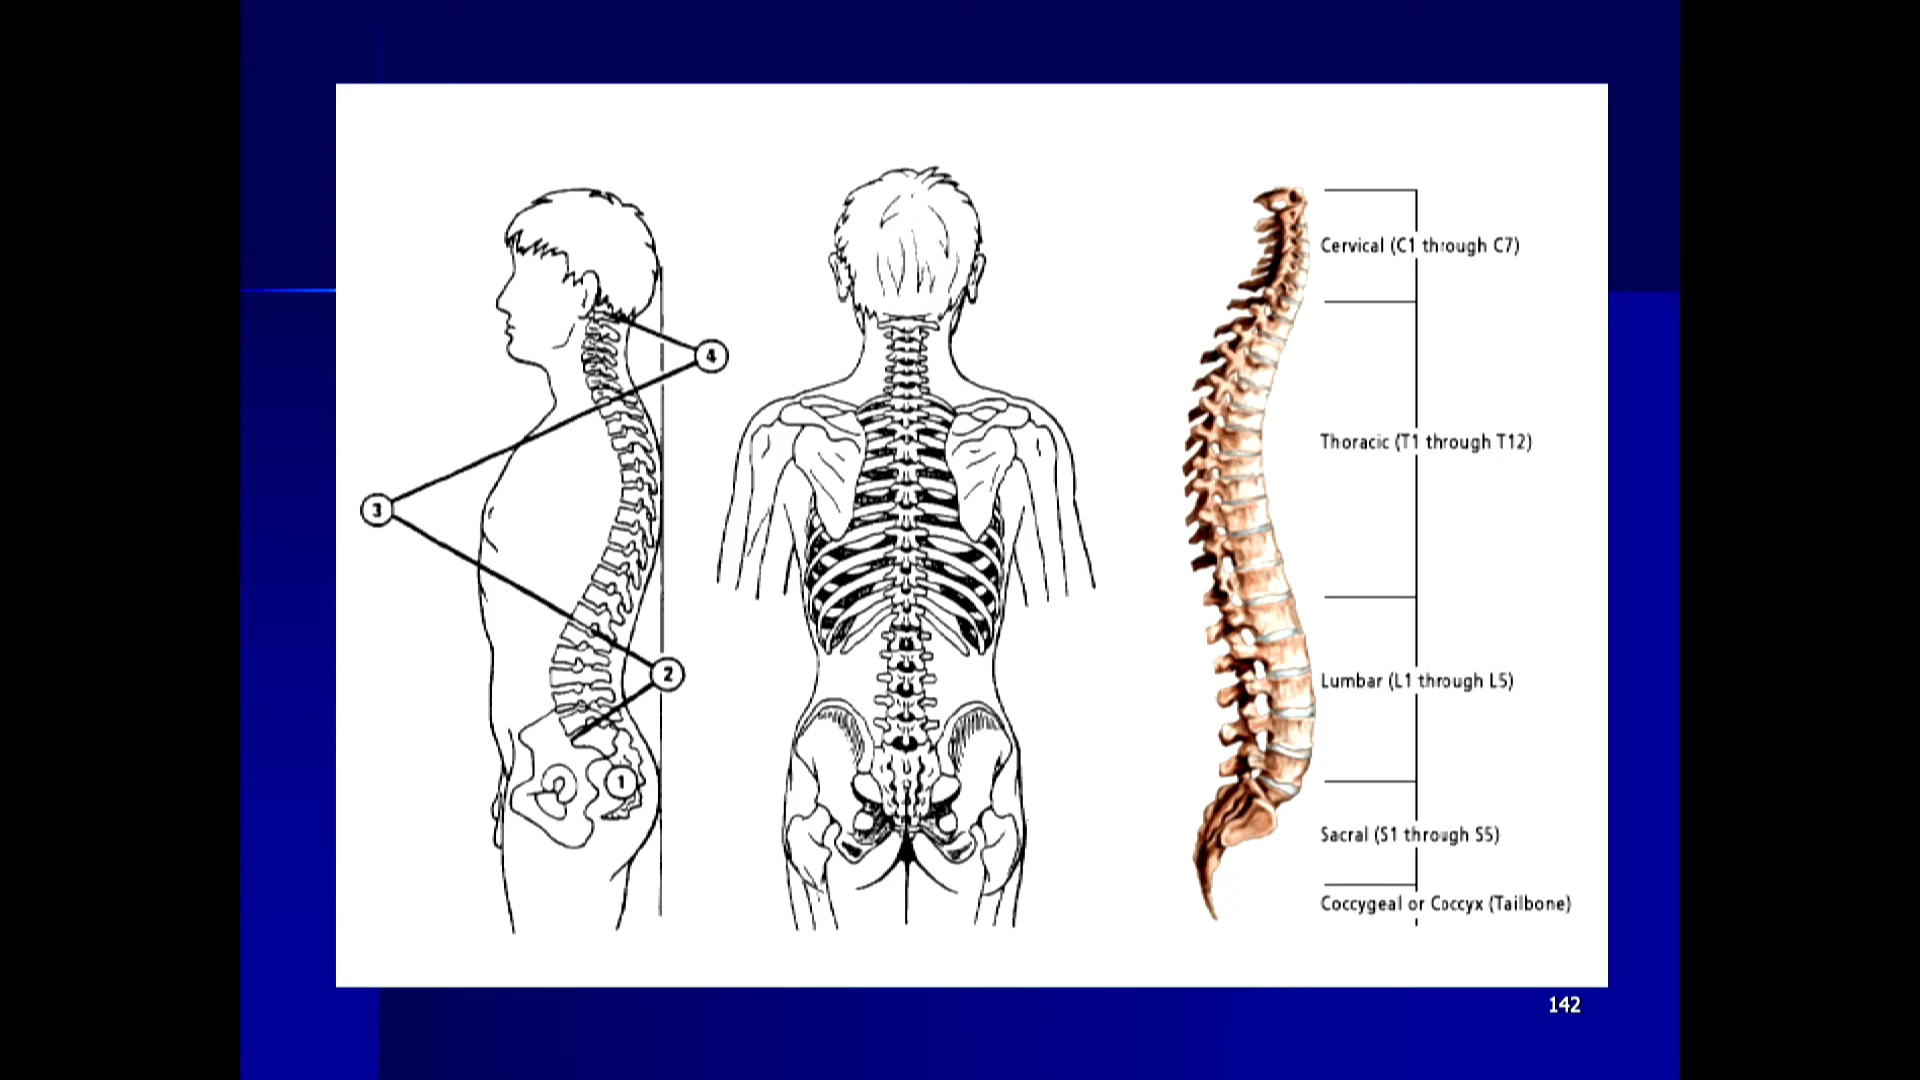 4
3
2
1
Cervical (C1 through C7)
Thoracic (T1 through T12)
Lumbar (L1 through L5)
Sacral (S1 through S5)
Coccygeal or Coccyx (Tailbone)
142